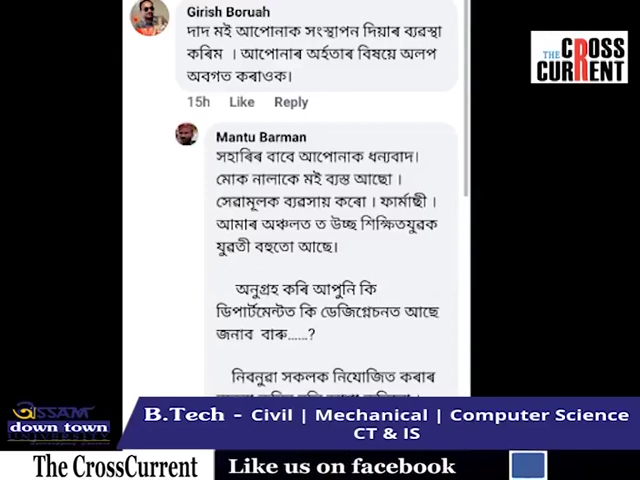 Girish Boruah
দাদ মই আপোনাক সংস্থাপন দিয়াৰ ব্যৱস্থা
কৰিম । আপোনাৰ অৰ্হতাৰ বিষয়ে অলপ
অবগত কৰাওক।
15h Like Reply
Mantu Barman
সহাৰিৰ বাবে আপোনাক ধন্যবাদ।
মোক নালাকে মই ব্যস্ত আছো ।
সেৱামূলক ব্যৱসায় কৰো । ফাৰ্মাছী ।
আমাৰ অঞ্চলত ত উচ্ছ শিক্ষিতযুৱক
যুৱতী বহুতো আছে।
অনুগ্ৰহ কৰি আপুনি কি
ডিপাৰ্টমেন্টত কি ডেজিগ্নেচনত আছে
জনাব বাৰু......?
নিবনুৱা সকলক নিযোজিত কৰাৰ
THE CROSS
CURRENT
অসম
down town
UNIVERSITY
B.Tech - Civil | Mechanical | Computer Science
CT & IS
The CrossCurrent Like us on facebook